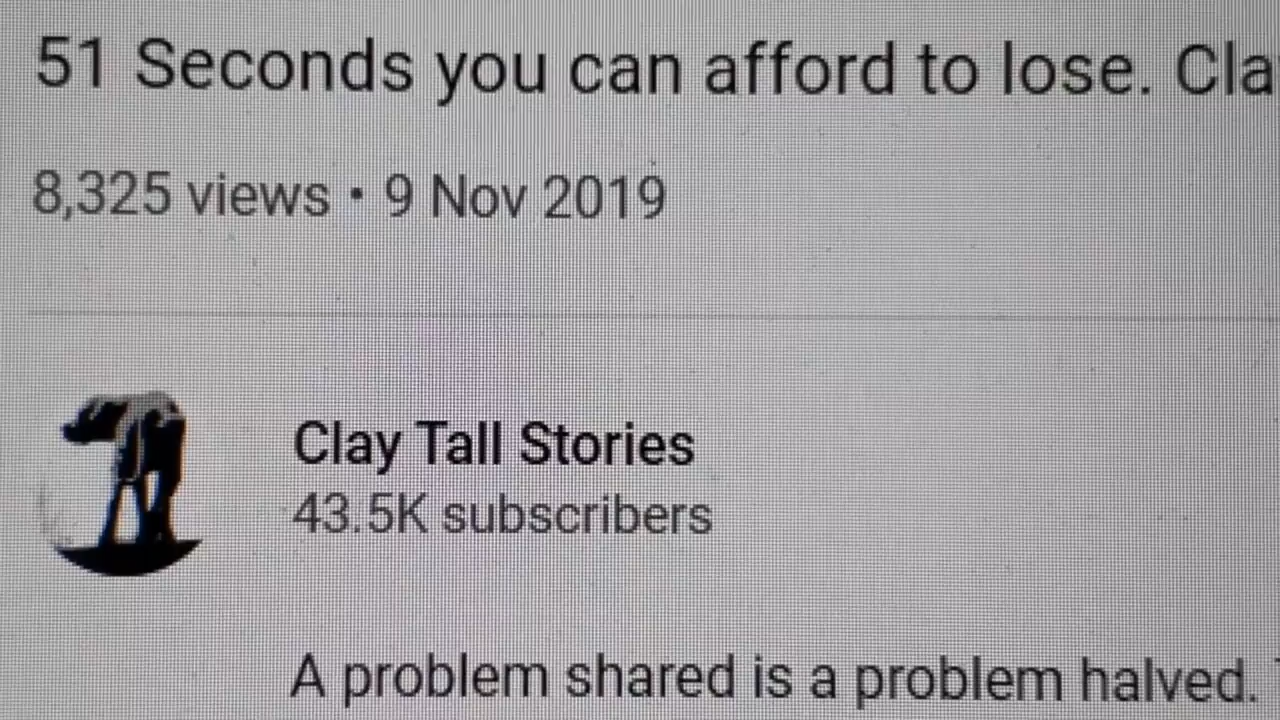 51 Seconds you can afford to lose. Cla
8,325 views • 9 Nov 2019
Clay Tall Stories
43.5K subscribers
A problem shared is a problem halved.